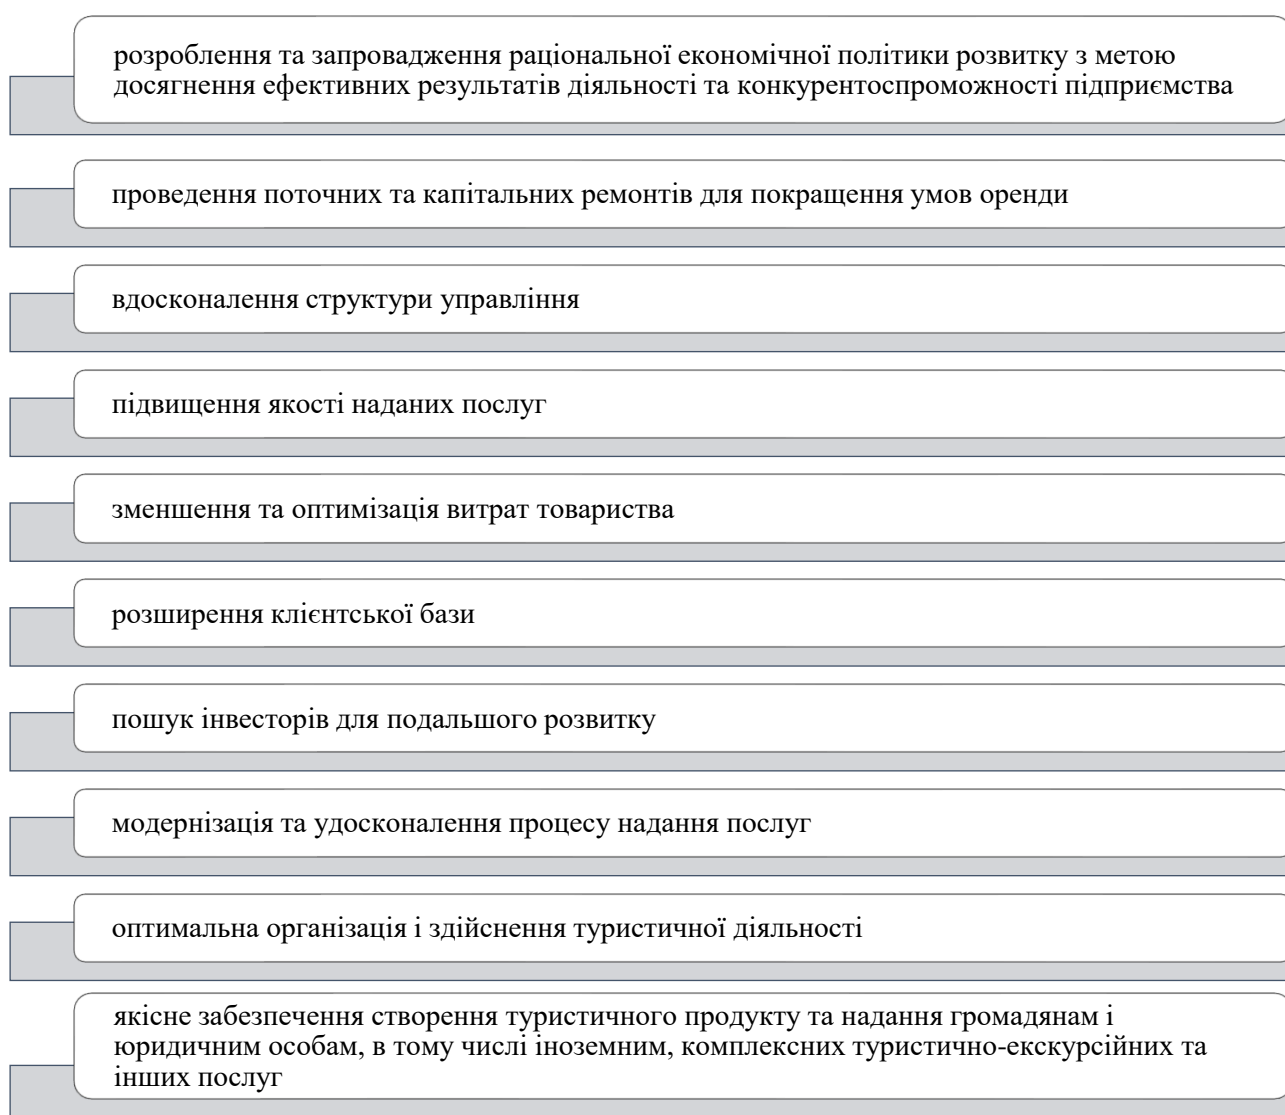 розроблення та запровадження раціональної економічної політики розвитку з метою
досягнення ефективних результатів діяльності та конкурентоспроможності підприємства
проведення поточних та капітальних ремонтів для покращення умов оренди
вдосконалення структури управління
підвищення якості наданих послуг
зменшення та оптимізація витрат товариства
розширення клієнтської бази
пошук інвесторів для подальшого розвитку
модернізація та удосконалення процесу надання послуг
оптимальна організація і здійснення туристичної діяльності
якісне забезпечення створення туристичного продукту та надання громадянам і
юридичним особам, в тому числі іноземним, комплексних туристично-екскурсійних та
інших послуг